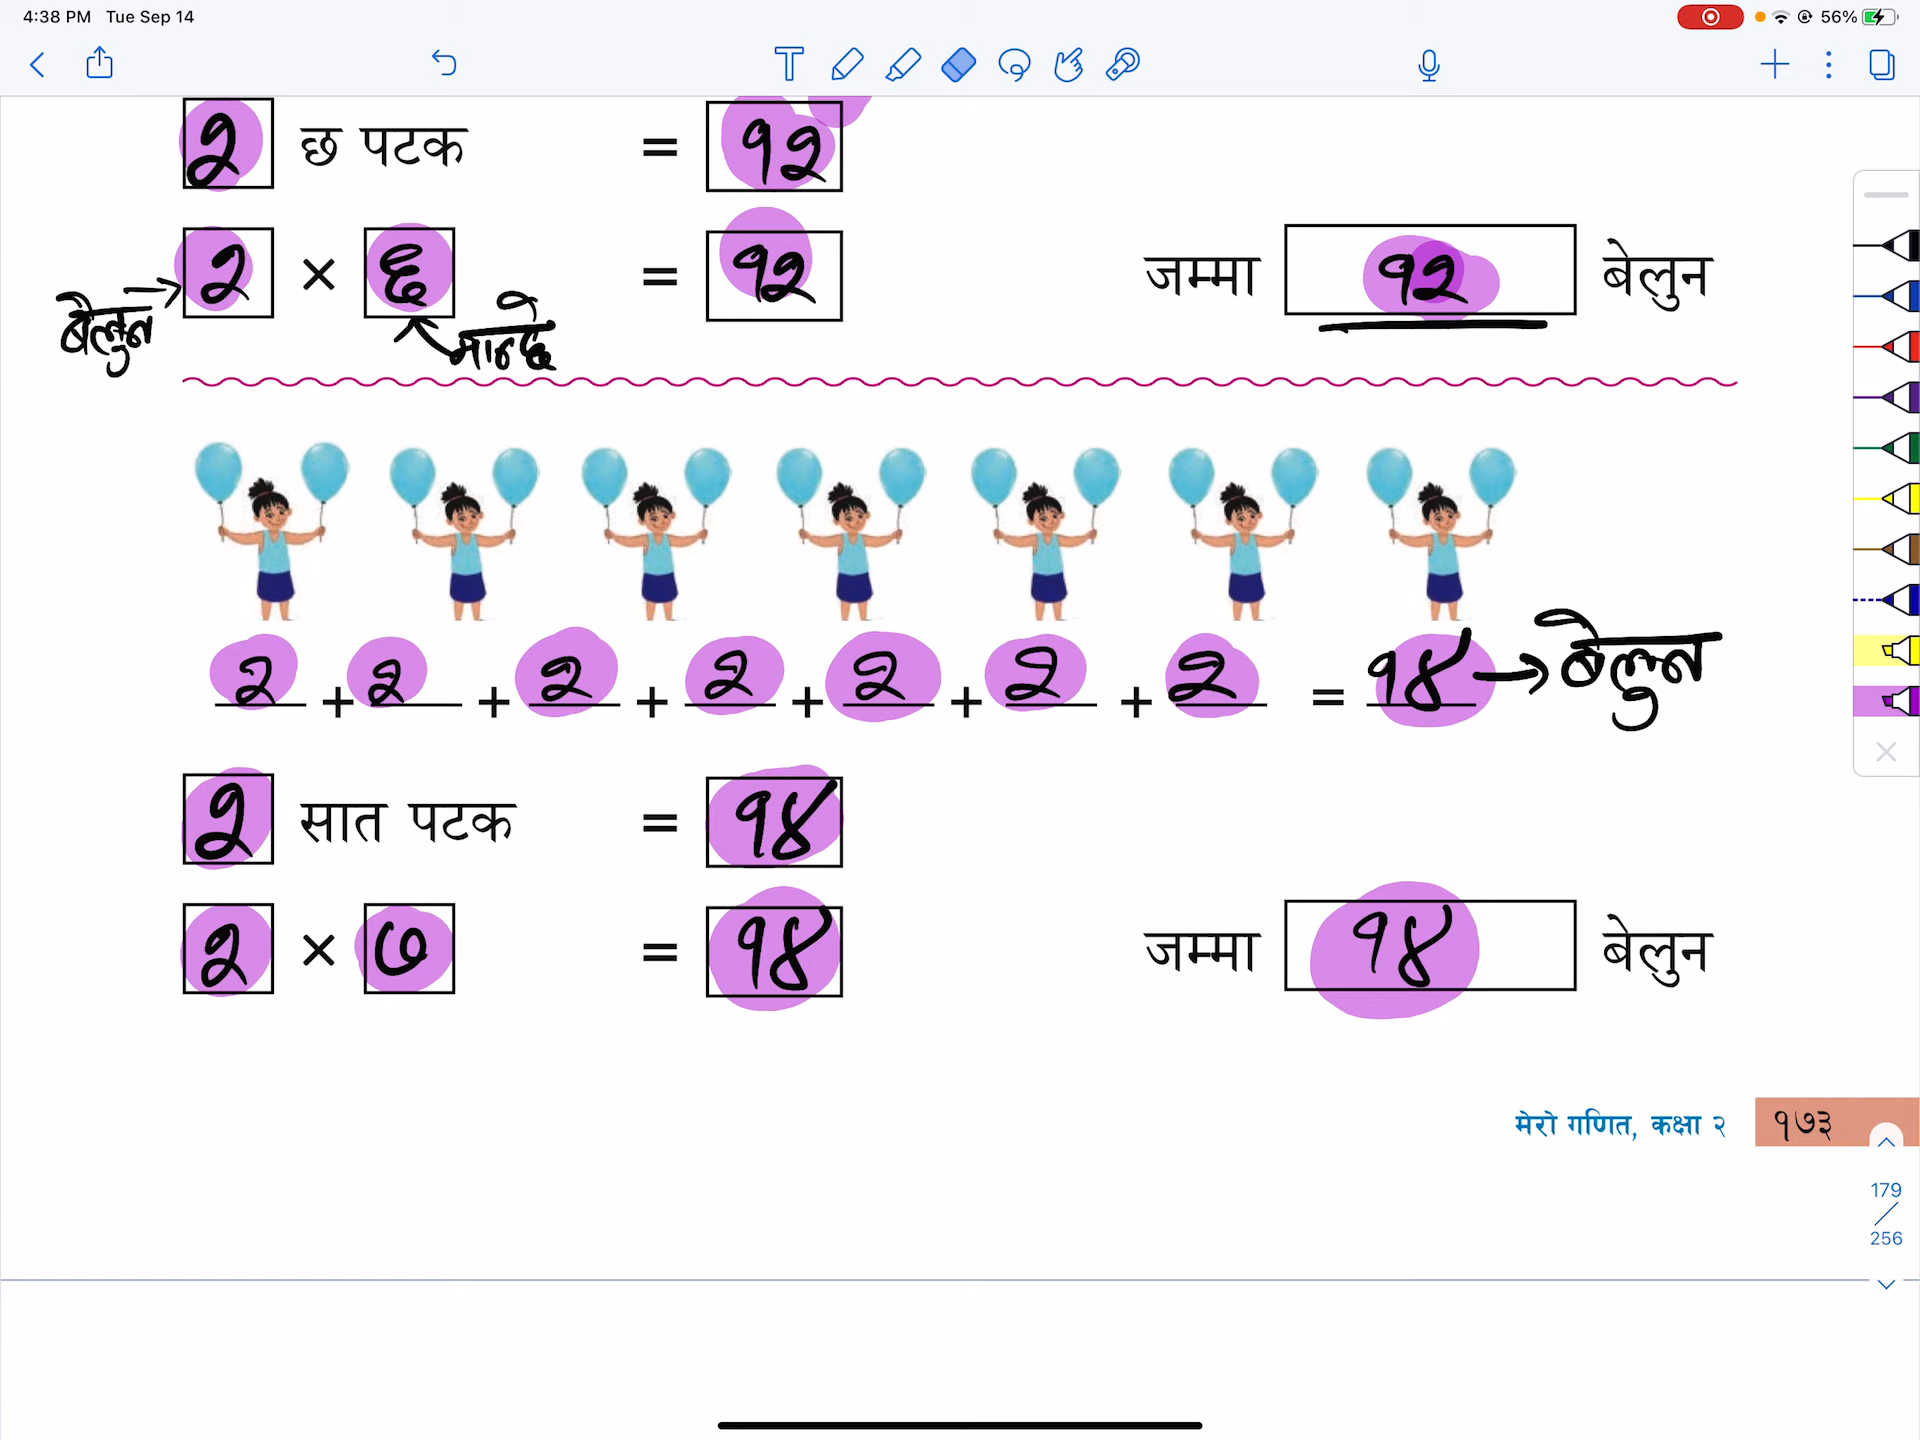 4:38 PM Tue Sep 14 56%
२ छ पटक = १२
२ × ६ = १२ जम्मा १२ बेलुन
बेलुन मान्छे
२ + २ + २ + २ + २ + २ + २ = १४ → बेलुन
२ सात पटक = १४
२ × ७ = १४ जम्मा १४ बेलुन
मेरो गणित, कक्षा २ १७३
179
256